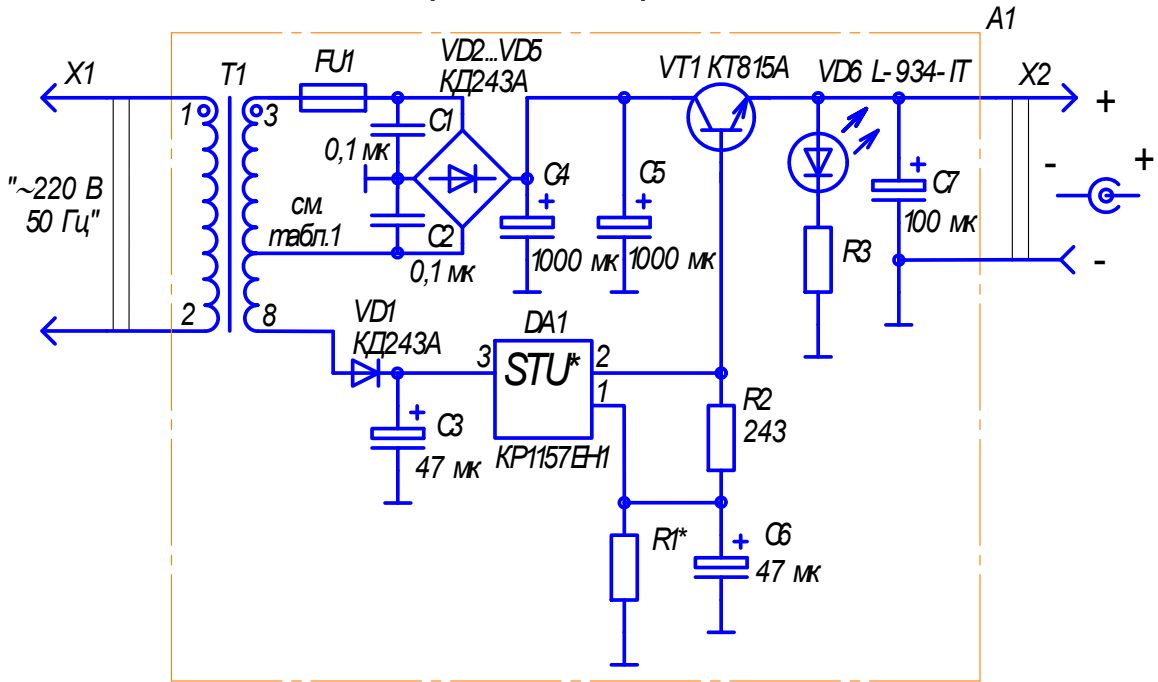 A1
X1
T1
FU1
VD2...VD5
КД243А
VT1 КТ815А
VD6 L-934-IT
X2
1
3
C1
0,1 мк
+
"~220 В
50 Гц"
см.
табл.1
C2
0,1 мк
+
C4
1000 мк
+
C5
1000 мк
R3
+
C7
100 мк
-
+
-
2
8
VD1
КД243А
DA1
3
STU*
2
1
КР1157ЕН1
+
C3
47 мк
R2
243
R1*
+
C6
47 мк